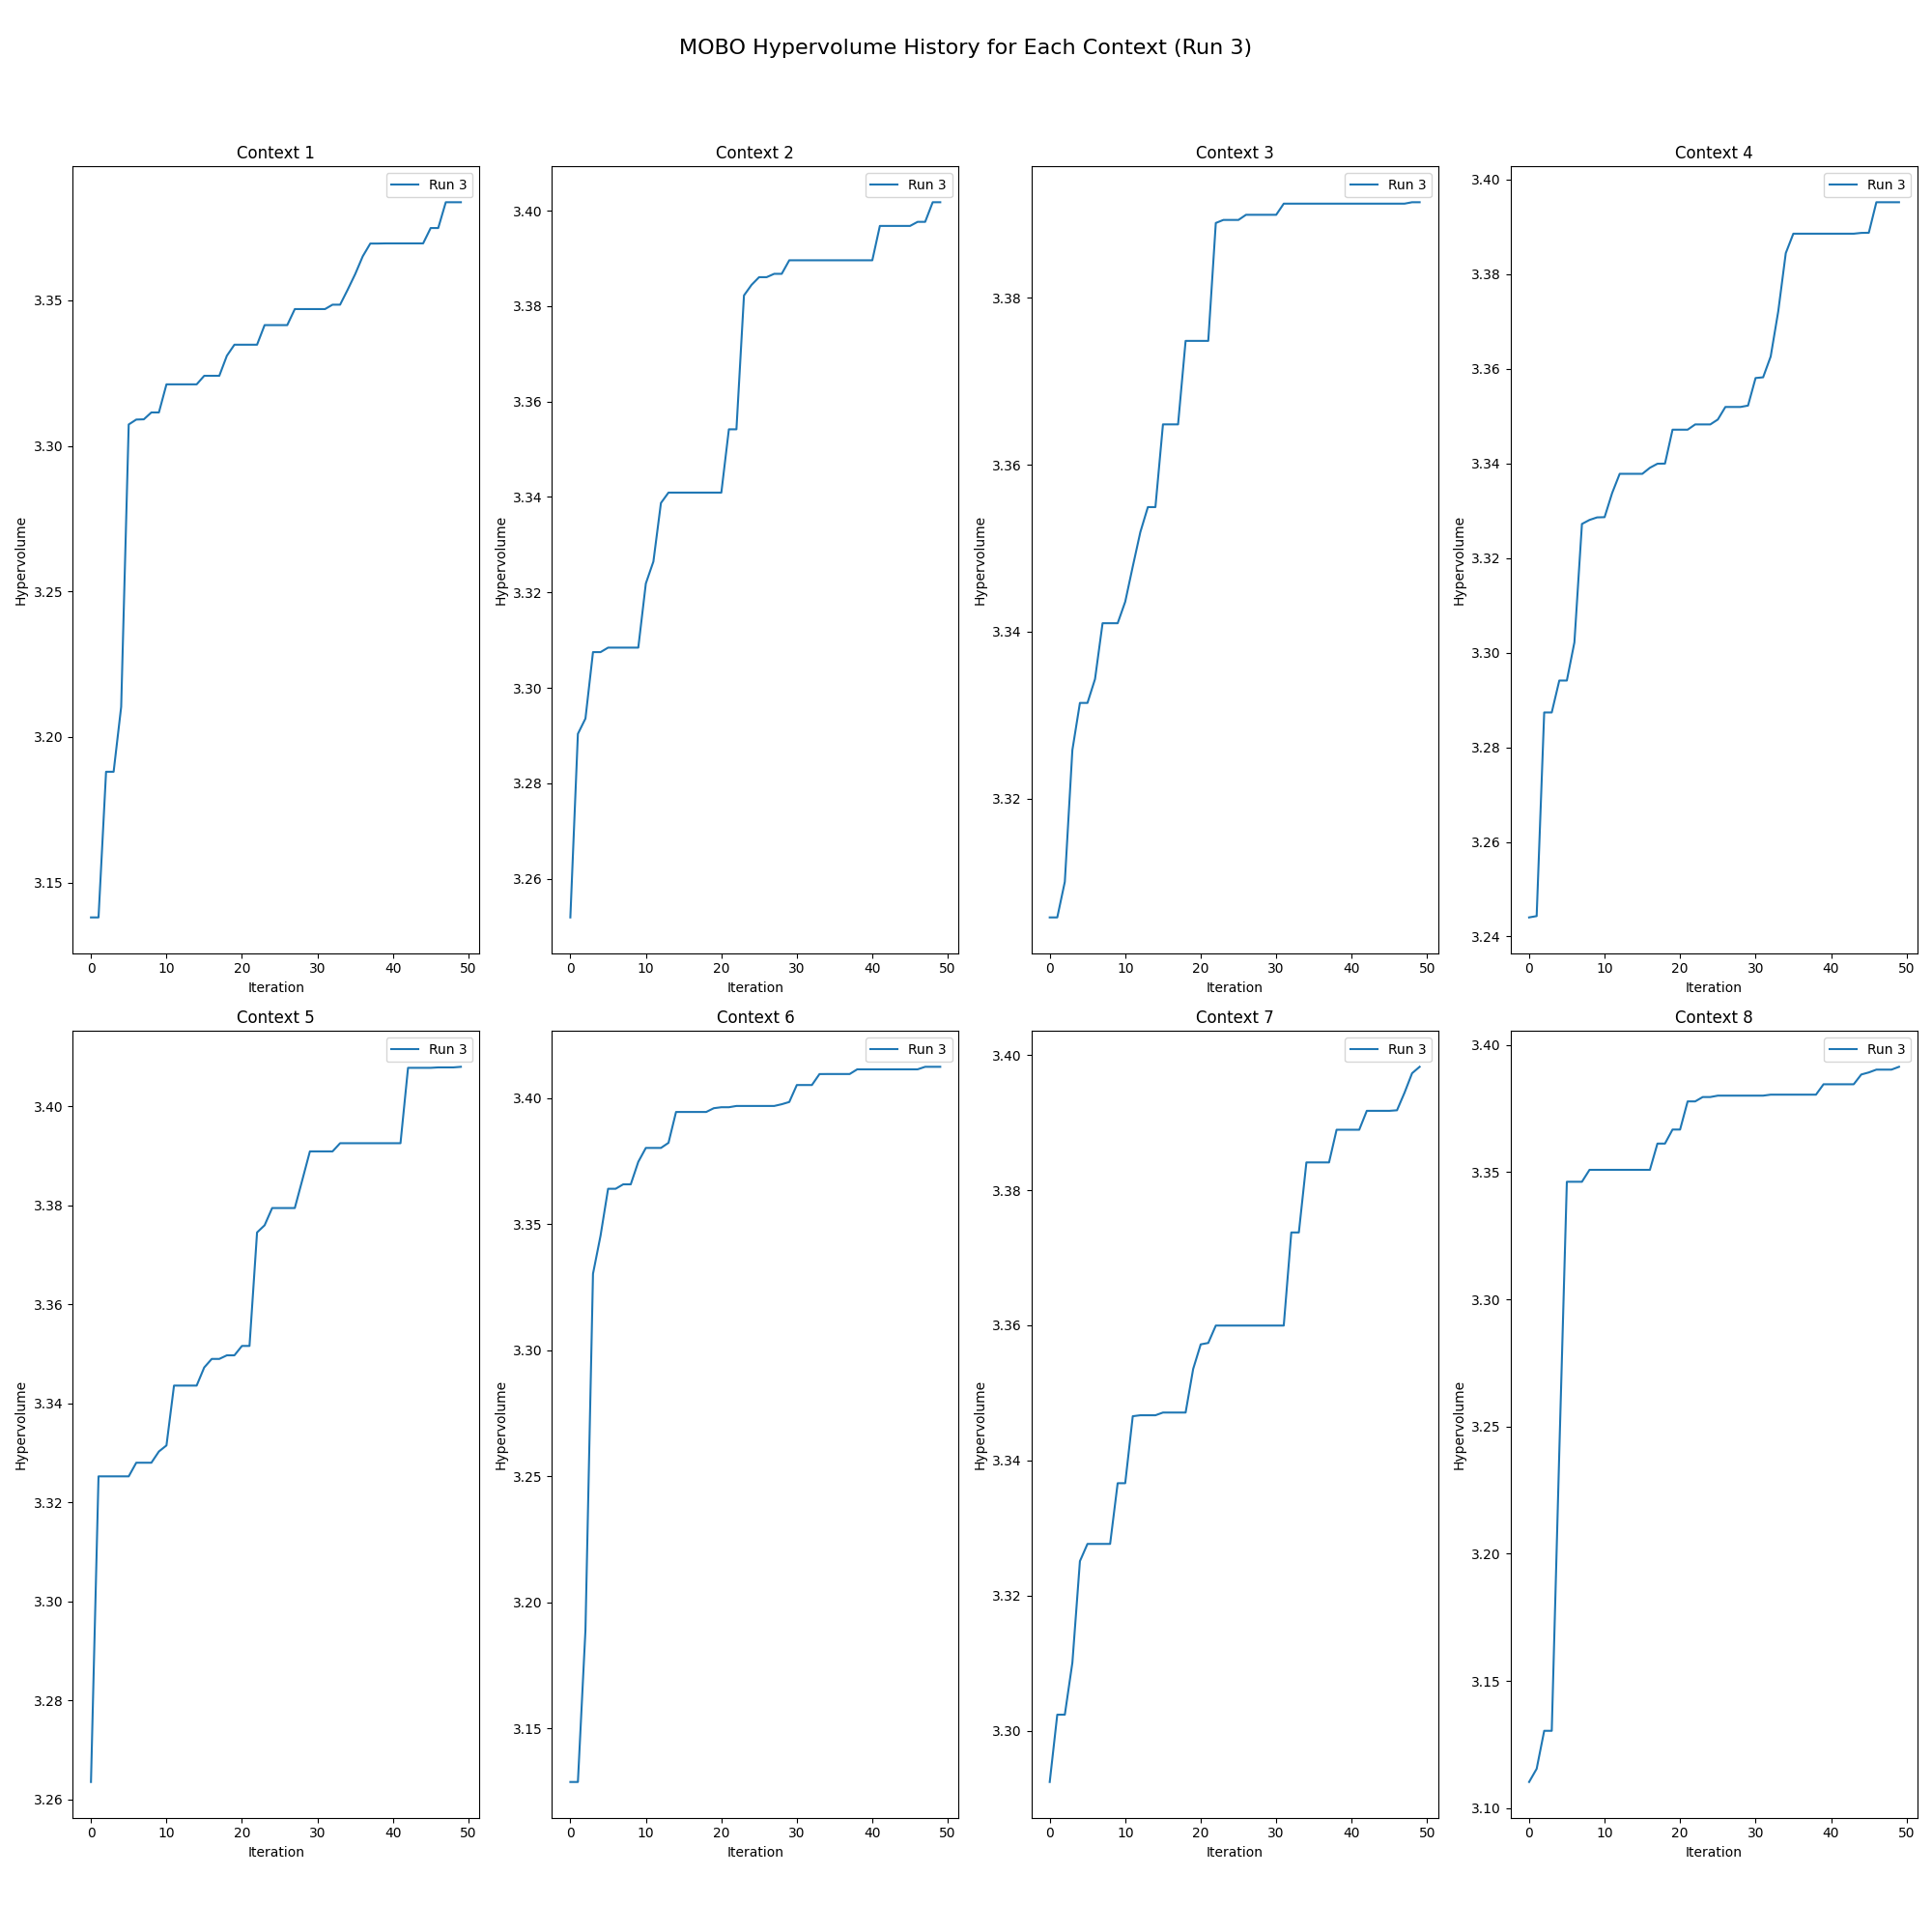 MOBO Hypervolume History for Each Context (Run 3)
Context 1
Run 3
3.35
3.30
3.25
3.20
3.15
Hypervolume
0 10 20 30 40 50
Iteration
Context 2
Run 3
3.40
3.38
3.36
3.34
3.32
3.30
3.28
3.26
Hypervolume
0 10 20 30 40 50
Iteration
Context 3
Run 3
3.38
3.36
3.34
3.32
Hypervolume
0 10 20 30 40 50
Iteration
Context 4
Run 3
3.40
3.38
3.36
3.34
3.32
3.30
3.28
3.26
3.24
Hypervolume
0 10 20 30 40 50
Iteration
Context 5
Run 3
3.40
3.38
3.36
3.34
3.32
3.30
3.28
3.26
Hypervolume
0 10 20 30 40 50
Iteration
Context 6
Run 3
3.40
3.35
3.30
3.25
3.20
3.15
Hypervolume
0 10 20 30 40 50
Iteration
Context 7
Run 3
3.40
3.38
3.36
3.34
3.32
3.30
Hypervolume
0 10 20 30 40 50
Iteration
Context 8
Run 3
3.40
3.35
3.30
3.25
3.20
3.15
3.10
Hypervolume
0 10 20 30 40 50
Iteration